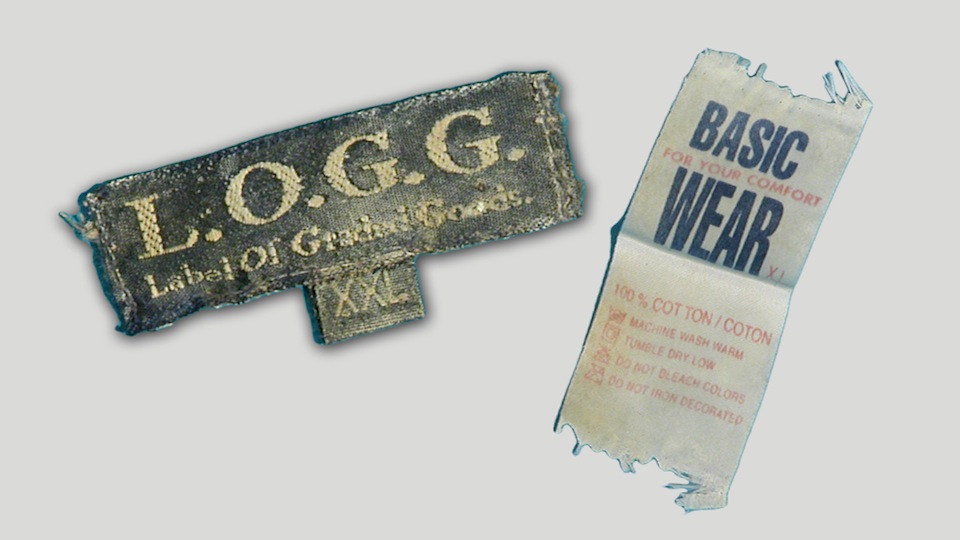 L.O.G.G.
Label Of Graded Goods.
XXL
BASIC
FOR YOUR COMFORT
WEAR
XL
100% COTTON / COTON
MACHINE WASH WARM
TUMBLE DRY LOW
DO NOT BLEACH COLORS
DO NOT IRON DECORATED